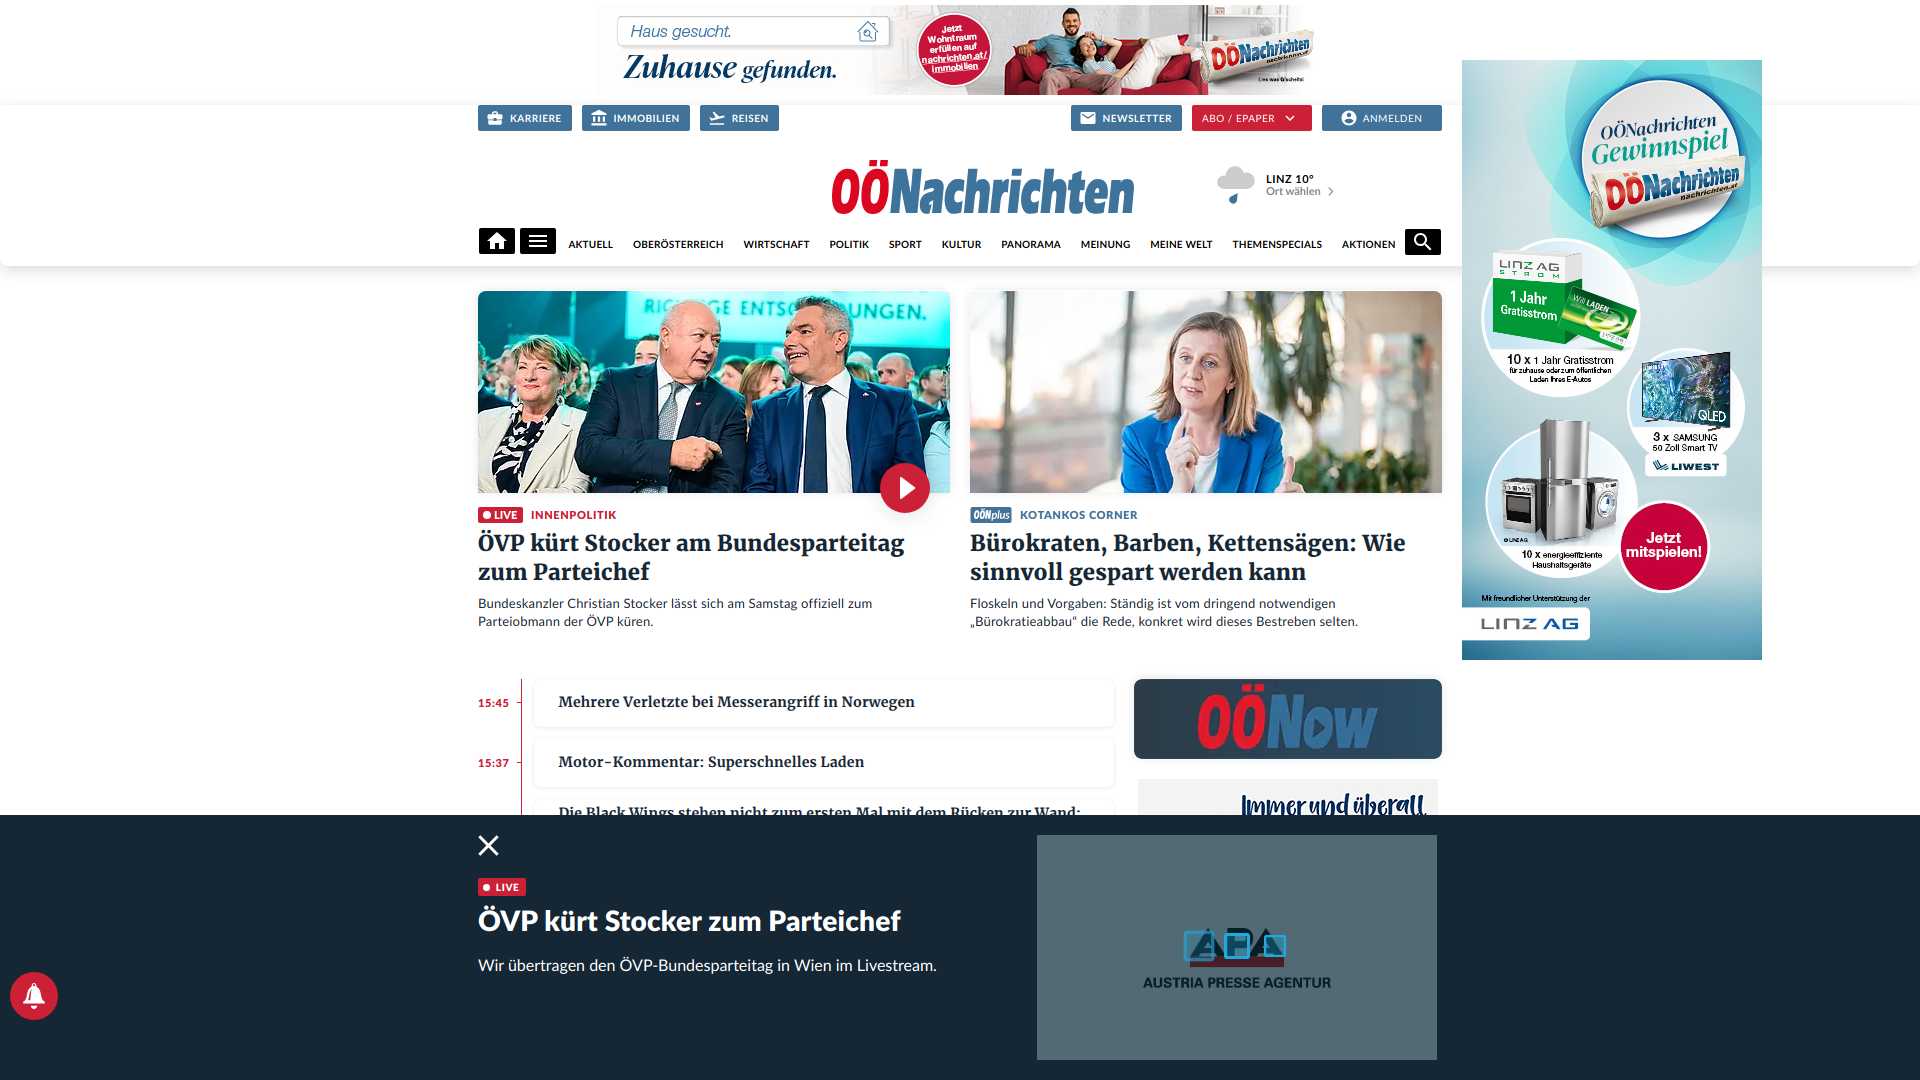 Haus gesucht.
Zuhause gefunden.
Jetzt
Wohntraum
erfüllen auf
nachrichten.at/
immobilien
OÖNachrichten
Lies was G'scheits!
KARRIERE
IMMOBILIEN
REISEN
NEWSLETTER
ABO / EPAPER
ANMELDEN
OÖNachrichten
LINZ 10°
Ort wählen
AKTUELL
OBERÖSTERREICH
WIRTSCHAFT
POLITIK
SPORT
KULTUR
PANORAMA
MEINUNG
MEINE WELT
THEMENSPECIALS
AKTIONEN
LIVE INNENPOLITIK
ÖVP kürt Stocker am Bundesparteitag
zum Parteichef
Bundeskanzler Christian Stocker lässt sich am Samstag offiziell zum
Parteiobmann der ÖVP küren.
OÖNplus KOTANKOS CORNER
Bürokraten, Barben, Kettensägen: Wie
sinnvoll gespart werden kann
Floskeln und Vorgaben: Ständig ist vom dringend notwendigen
„Bürokratieabbau“ die Rede, konkret wird dieses Bestreben selten.
OÖNachrichten
Gewinnspiel
OÖNachrichten
nachrichten.at
LINZ AG
STROM
1 Jahr
Gratisstrom
Will LADEN
10 x 1 Jahr Gratisstrom
für zuhause oder zum öffentlichen
Laden Ihres E-Autos
QLED
3 x SAMSUNG
50 Zoll Smart TV
LIWEST
10 x energieeffiziente
Haushaltsgeräte
Jetzt
mitspielen!
Mit freundlicher Unterstützung der
LINZ AG
15:45
Mehrere Verletzte bei Messerangriff in Norwegen
15:37
Motor-Kommentar: Superschnelles Laden
Die Black Wings stehen nicht zum ersten Mal mit dem Rücken zur Wand:
OÖNow
Immer und überall
LIVE
ÖVP kürt Stocker zum Parteichef
Wir übertragen den ÖVP-Bundesparteitag in Wien im Livestream.
APA
AUSTRIA PRESSE AGENTUR